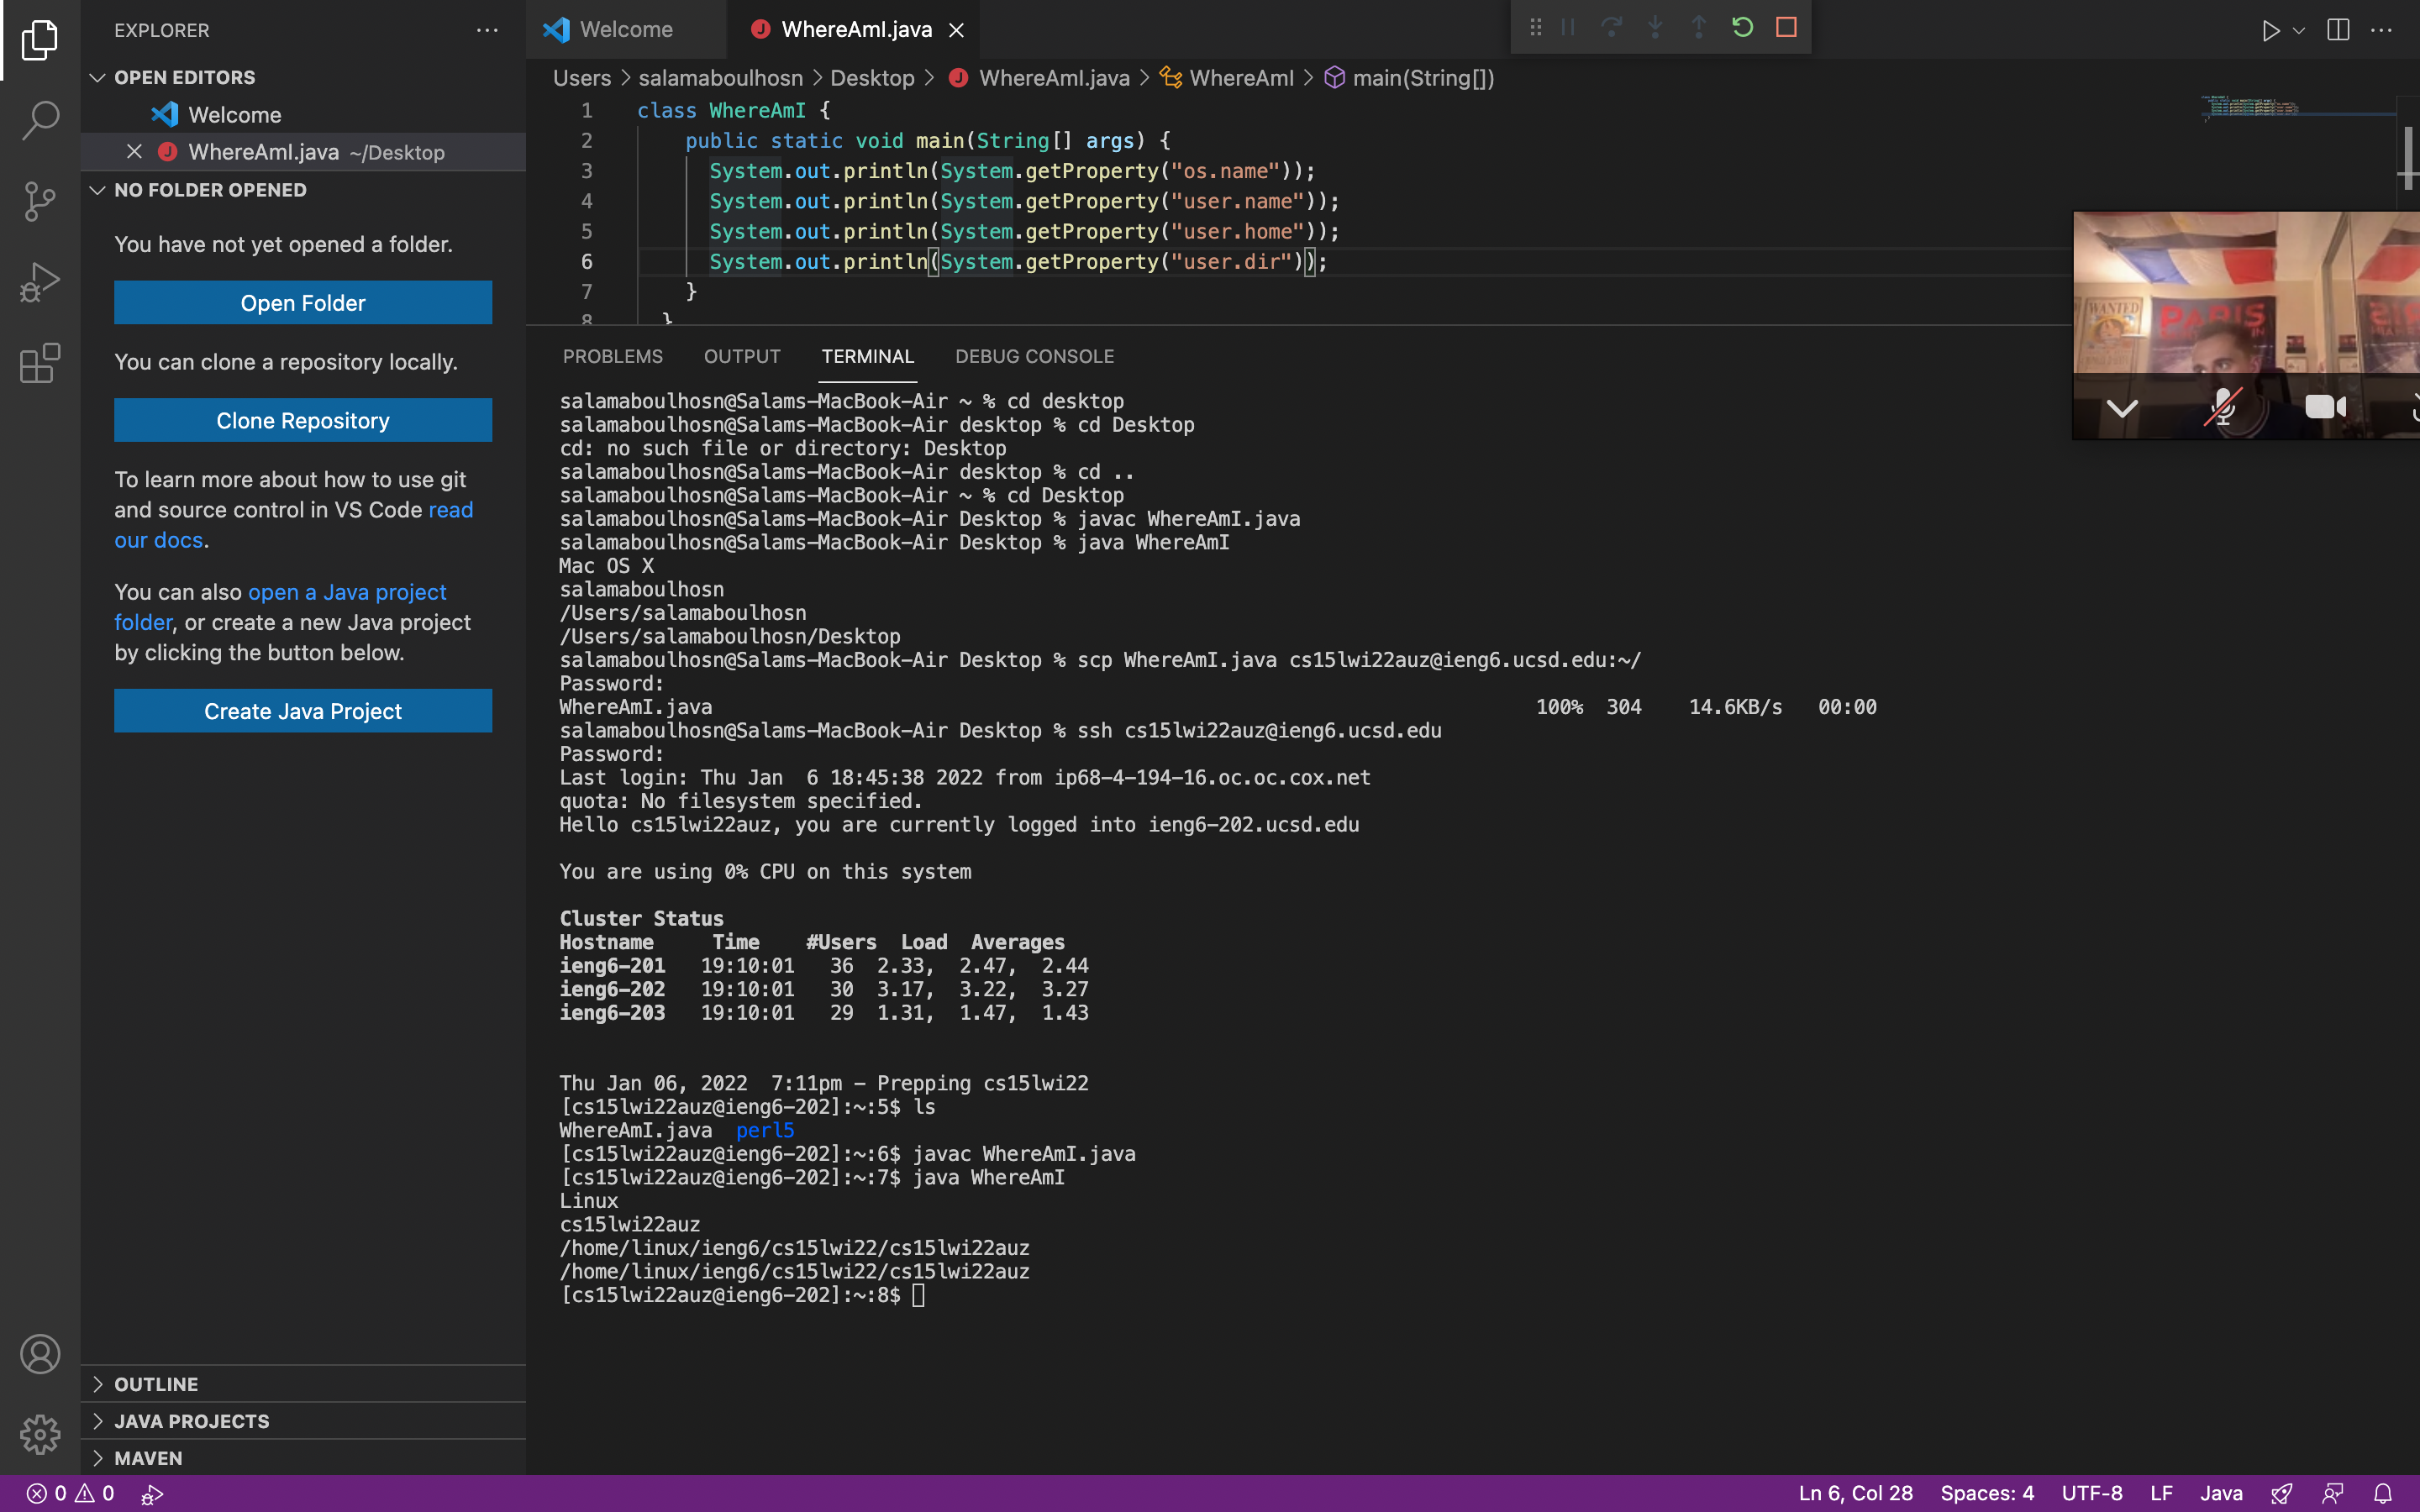 EXPLORER
OPEN EDITORS
Welcome
WhereAmI.java ~/Desktop
NO FOLDER OPENED
You have not yet opened a folder.
Open Folder
You can clone a repository locally.
Clone Repository
To learn more about how to use git
and source control in VS Code read
our docs.
You can also open a Java project
folder, or create a new Java project
by clicking the button below.
Create Java Project
OUTLINE
JAVA PROJECTS
MAVEN
Welcome
WhereAmI.java
Users > salamaboulhosn > Desktop > WhereAmI.java > WhereAmI > main(String[])
1 class WhereAmI {
2 public static void main(String[] args) {
3 System.out.println(System.getProperty("os.name"));
4 System.out.println(System.getProperty("user.name"));
5 System.out.println(System.getProperty("user.home"));
6 System.out.println(System.getProperty("user.dir"));
7 }
8 }
WANTED
PARIS
PROBLEMS OUTPUT TERMINAL DEBUG CONSOLE
salamaboulhosn@Salams-MacBook-Air ~ % cd desktop
salamaboulhosn@Salams-MacBook-Air desktop % cd Desktop
cd: no such file or directory: Desktop
salamaboulhosn@Salams-MacBook-Air desktop % cd ..
salamaboulhosn@Salams-MacBook-Air ~ % cd Desktop
salamaboulhosn@Salams-MacBook-Air Desktop % javac WhereAmI.java
salamaboulhosn@Salams-MacBook-Air Desktop % java WhereAmI
Mac OS X
salamaboulhosn
/Users/salamaboulhosn
/Users/salamaboulhosn/Desktop
salamaboulhosn@Salams-MacBook-Air Desktop % scp WhereAmI.java cs15lwi22auz@ieng6.ucsd.edu:~/
Password:
WhereAmI.java 100% 304 14.6KB/s 00:00
salamaboulhosn@Salams-MacBook-Air Desktop % ssh cs15lwi22auz@ieng6.ucsd.edu
Password:
Last login: Thu Jan  6 18:45:38 2022 from ip68-4-194-16.oc.oc.cox.net
quota: No filesystem specified.
Hello cs15lwi22auz, you are currently logged into ieng6-202.ucsd.edu
You are using 0% CPU on this system
Cluster Status
Hostname Time #Users Load Averages
ieng6-201 19:10:01 36 2.33, 2.47, 2.44
ieng6-202 19:10:01 30 3.17, 3.22, 3.27
ieng6-203 19:10:01 29 1.31, 1.47, 1.43
Thu Jan 06, 2022  7:11pm - Prepping cs15lwi22
[cs15lwi22auz@ieng6-202]:~:5$ ls
WhereAmI.java  perl5
[cs15lwi22auz@ieng6-202]:~:6$ javac WhereAmI.java
[cs15lwi22auz@ieng6-202]:~:7$ java WhereAmI
Linux
cs15lwi22auz
/home/linux/ieng6/cs15lwi22/cs15lwi22auz
/home/linux/ieng6/cs15lwi22/cs15lwi22auz
[cs15lwi22auz@ieng6-202]:~:8$
0 0 Ln 6, Col 28 Spaces: 4 UTF-8 LF Java